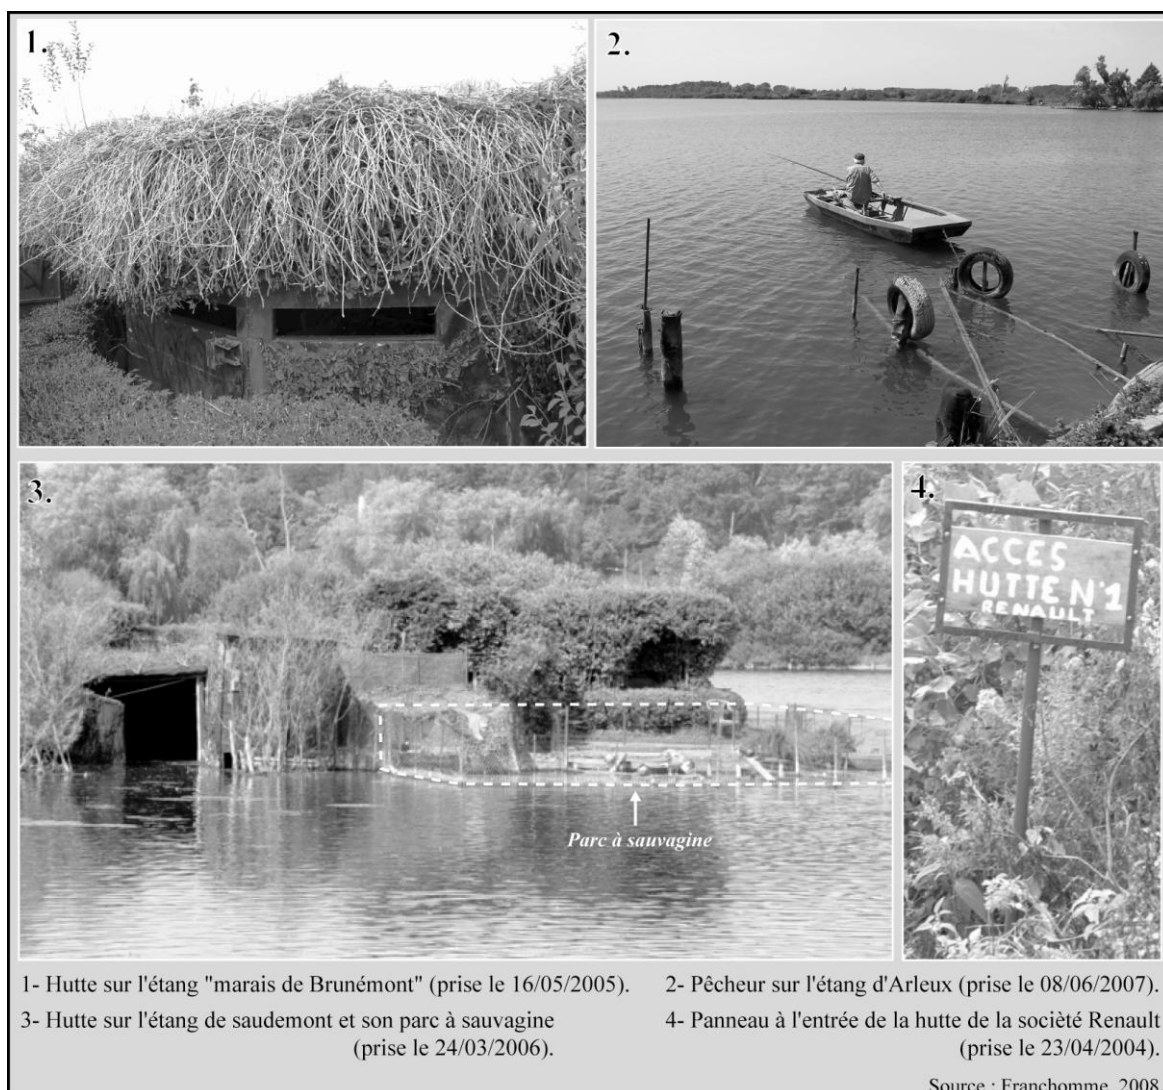 1.
2.
3.
Parc à sauvagine
4.
ACCES
HUTTE N°1
RENAULT
1- Hutte sur l'étang "marais de Brunémont" (prise le 16/05/2005).
2- Pêcheur sur l'étang d'Arleux (prise le 08/06/2007).
3- Hutte sur l'étang de saudemont et son parc à sauvagine
(prise le 24/03/2006).
4- Panneau à l'entrée de la hutte de la socièté Renault
(prise le 23/04/2004).
Source : Franchomme, 2008